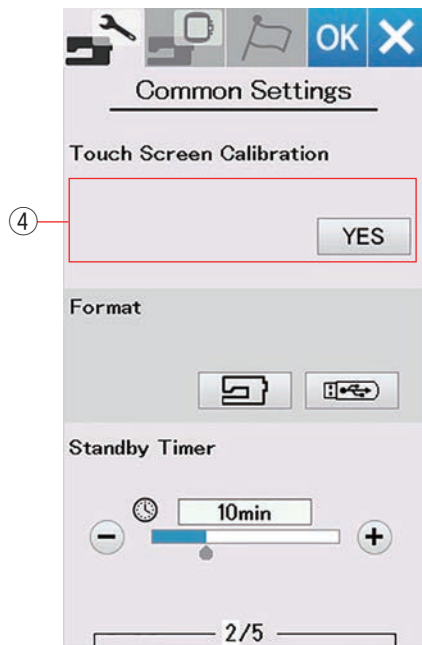 OK X
Common Settings
Touch Screen Calibration
④
YES
Format
Standby Timer
10min
− +
2/5